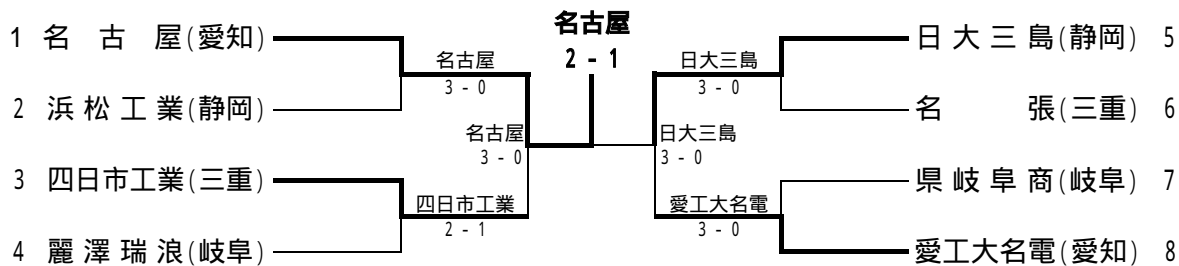 名古屋
2 - 1
1 名古屋(愛知)
名古屋
3 - 0
2 浜松工業(静岡)
名古屋
3 - 0
3 四日市工業(三重)
四日市工業
2 - 1
4 麗澤瑞浪(岐阜)
日大三島(静岡) 5
日大三島
3 - 0
名張(三重) 6
日大三島
3 - 0
県岐阜商(岐阜) 7
愛工大名電
3 - 0
愛工大名電(愛知) 8